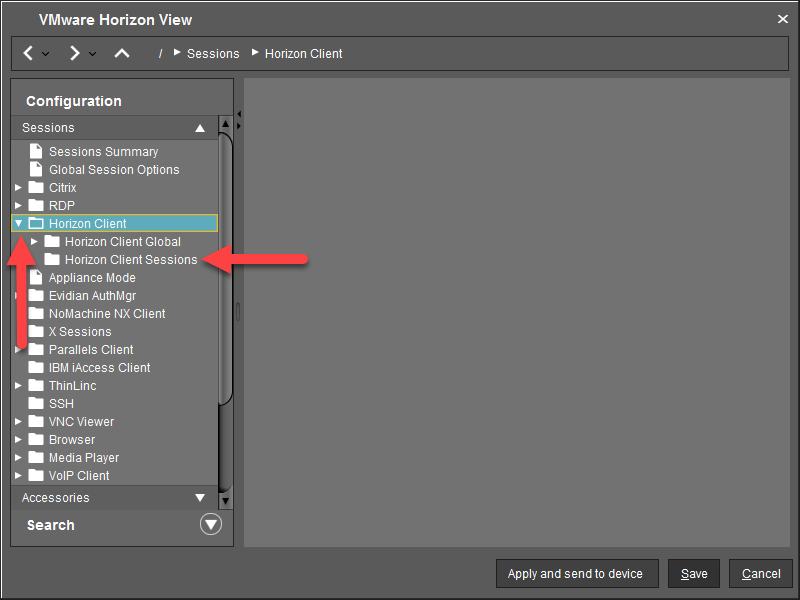 VMware Horizon View
/ Sessions Horizon Client
Configuration
Sessions
Sessions Summary
Global Session Options
Citrix
RDP
Horizon Client
Horizon Client Global
Horizon Client Sessions
Appliance Mode
Evidian AuthMgr
NoMachine NX Client
X Sessions
Parallels Client
IBM iAccess Client
ThinLinc
SSH
VNC Viewer
Browser
Media Player
VoIP Client
Accessories
Search
Apply and send to device Save Cancel